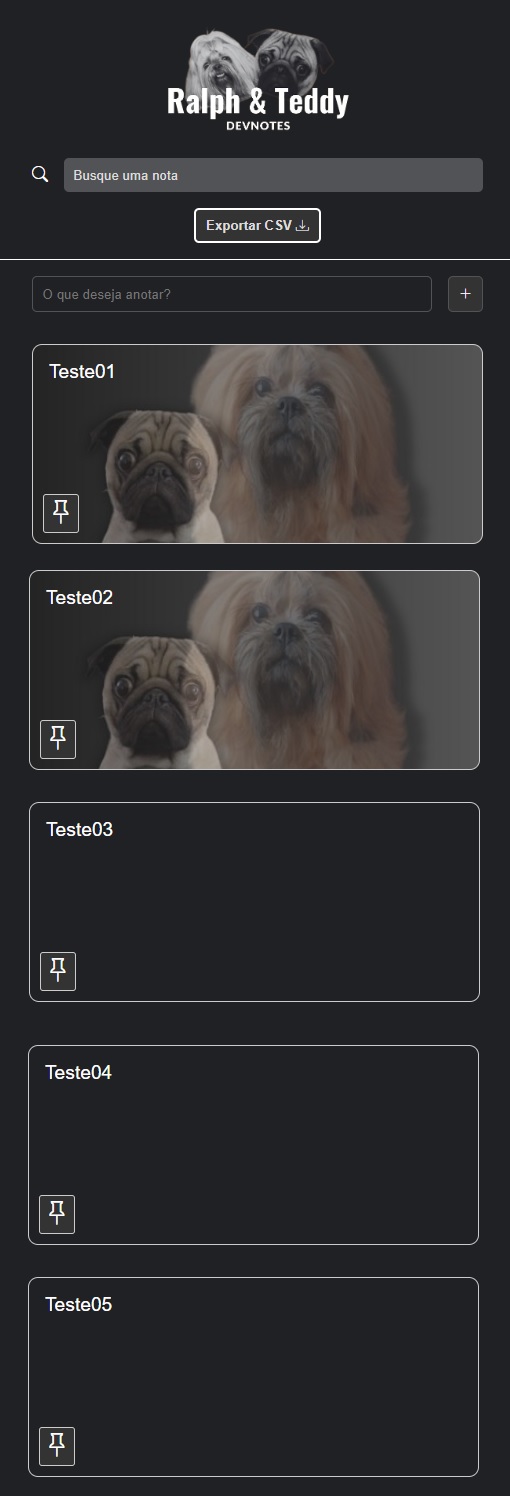 Ralph & Teddy
DEVNOTES
Busque uma nota
Exportar CSV
O que deseja anotar?
+
Teste01
Teste02
Teste03
Teste04
Teste05